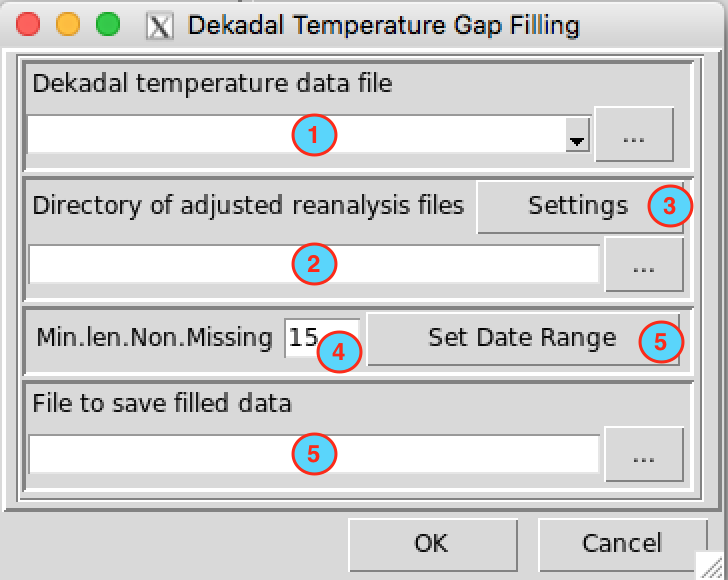 X Dekadal Temperature Gap Filling
Dekadal temperature data file
1 ...
Directory of adjusted reanalysis files Settings 3
2 ...
Min.len.Non.Missing 15 4 Set Date Range 5
File to save filled data
5 ...
OK Cancel